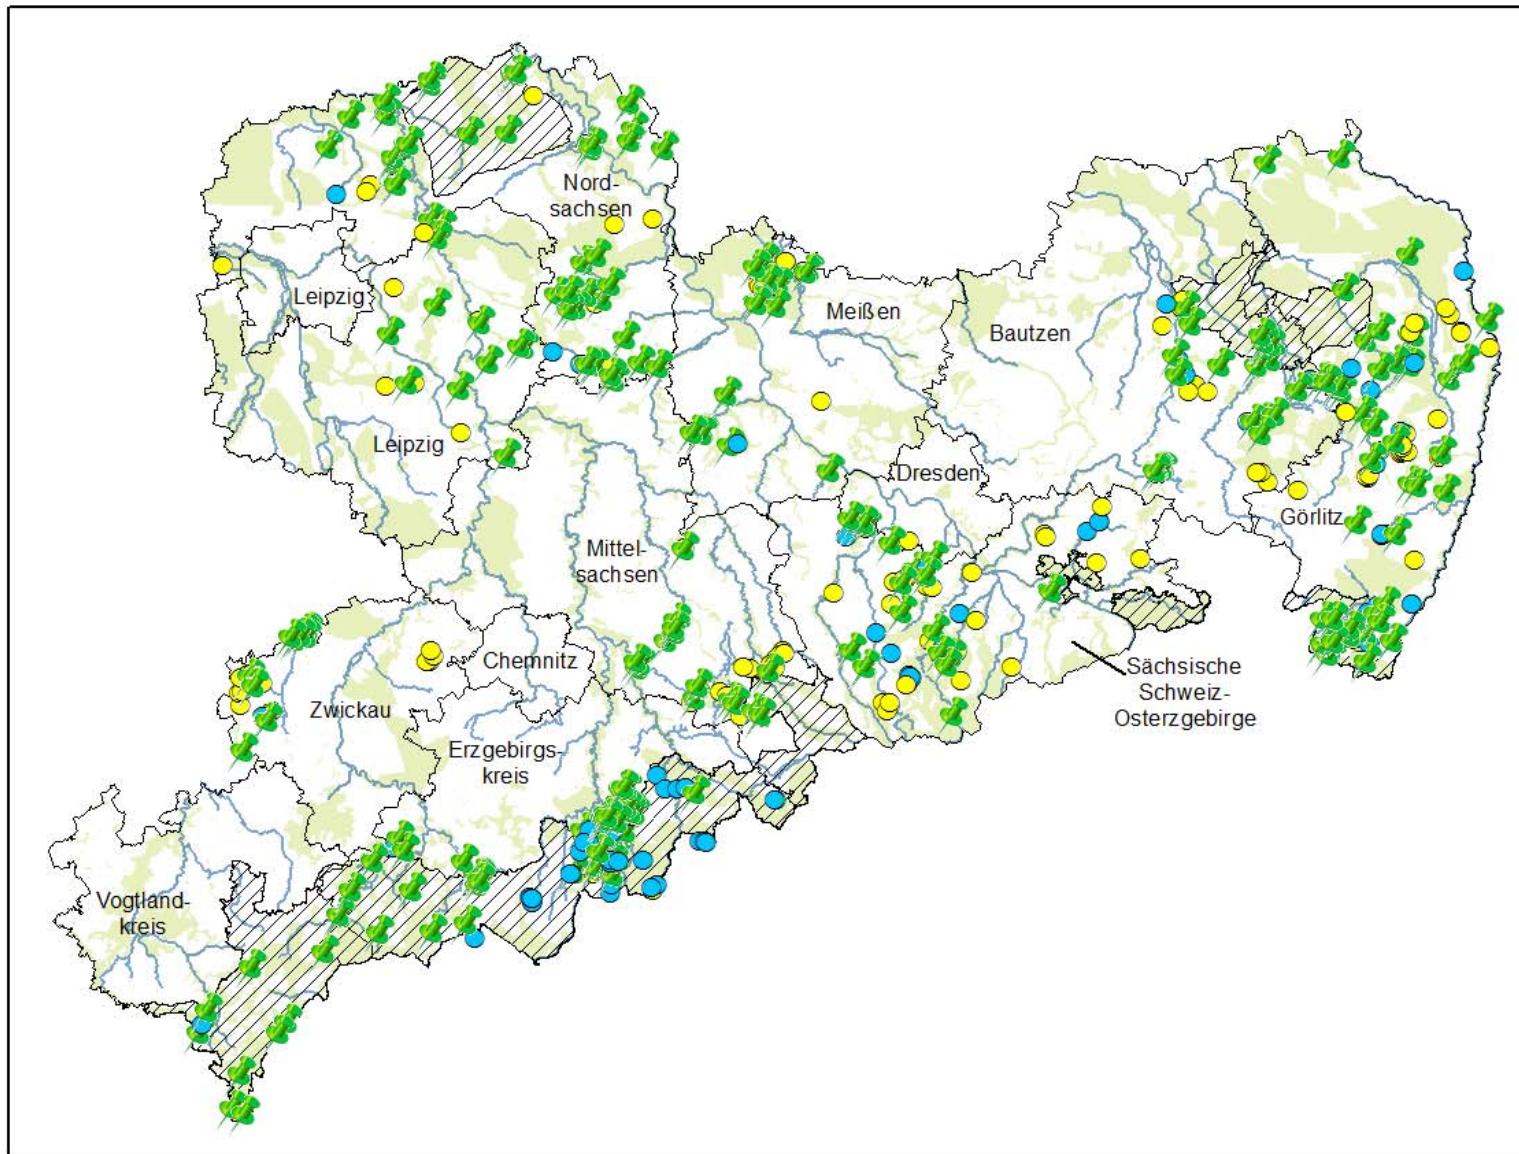 Nord-
sachsen
Leipzig
Meißen
Bautzen
Leipzig
Dresden
Görlitz
Mittel-
sachsen
Chemnitz
Sächsische
Schweiz-
Osterzgebirge
Zwickau
Erzgebirgs-
kreis
Vogtland-
kreis